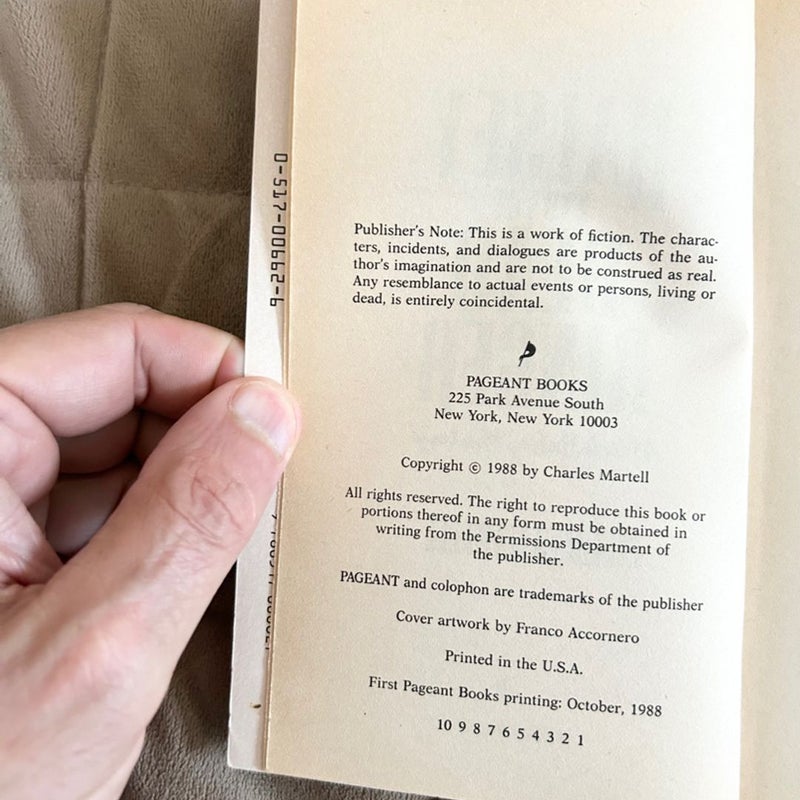 0-517-00662-6
Publisher's Note: This is a work of fiction. The charac-
ters, incidents, and dialogues are products of the au-
thor's imagination and are not to be construed as real.
Any resemblance to actual events or persons, living or
dead, is entirely coincidental.
PAGEANT BOOKS
225 Park Avenue South
New York, New York 10003
Copyright © 1988 by Charles Martell
All rights reserved. The right to reproduce this book or
portions thereof in any form must be obtained in
writing from the Permissions Department of
the publisher.
PAGEANT and colophon are trademarks of the publisher
Cover artwork by Franco Accornero
Printed in the U.S.A.
First Pageant Books printing: October, 1988
10 9 8 7 6 5 4 3 2 1